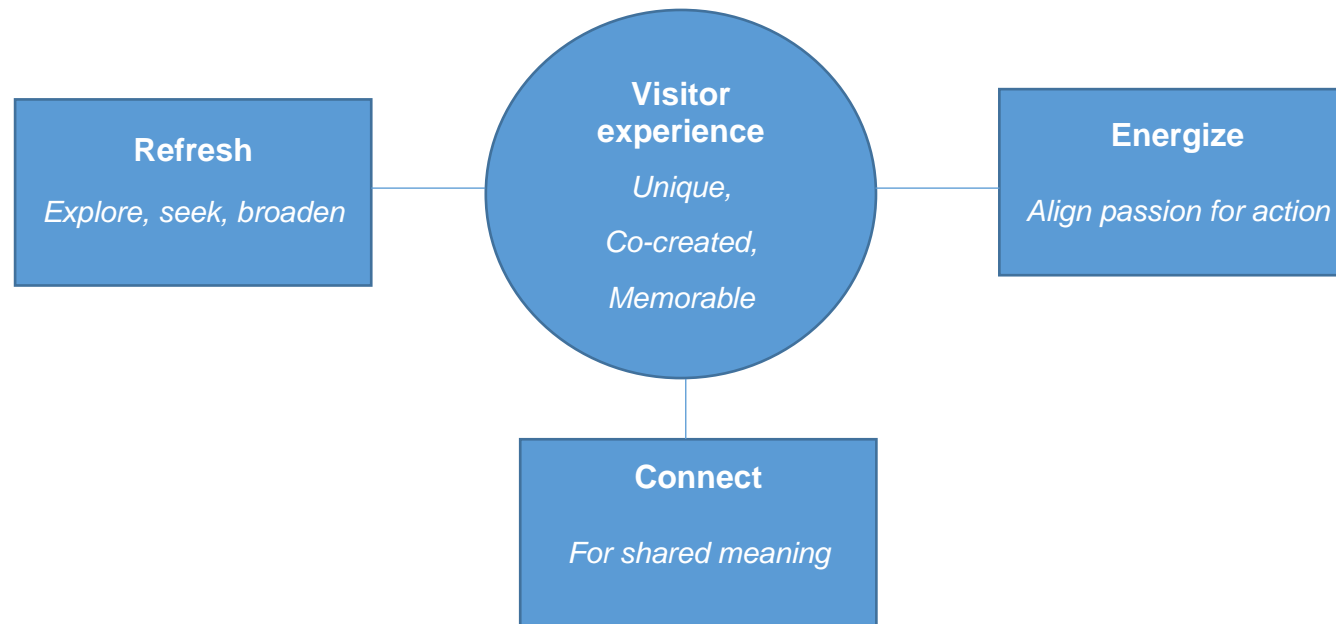 Refresh
Explore, seek, broaden
Visitor
experience
Unique,
Co-created,
Memorable
Energize
Align passion for action
Connect
For shared meaning